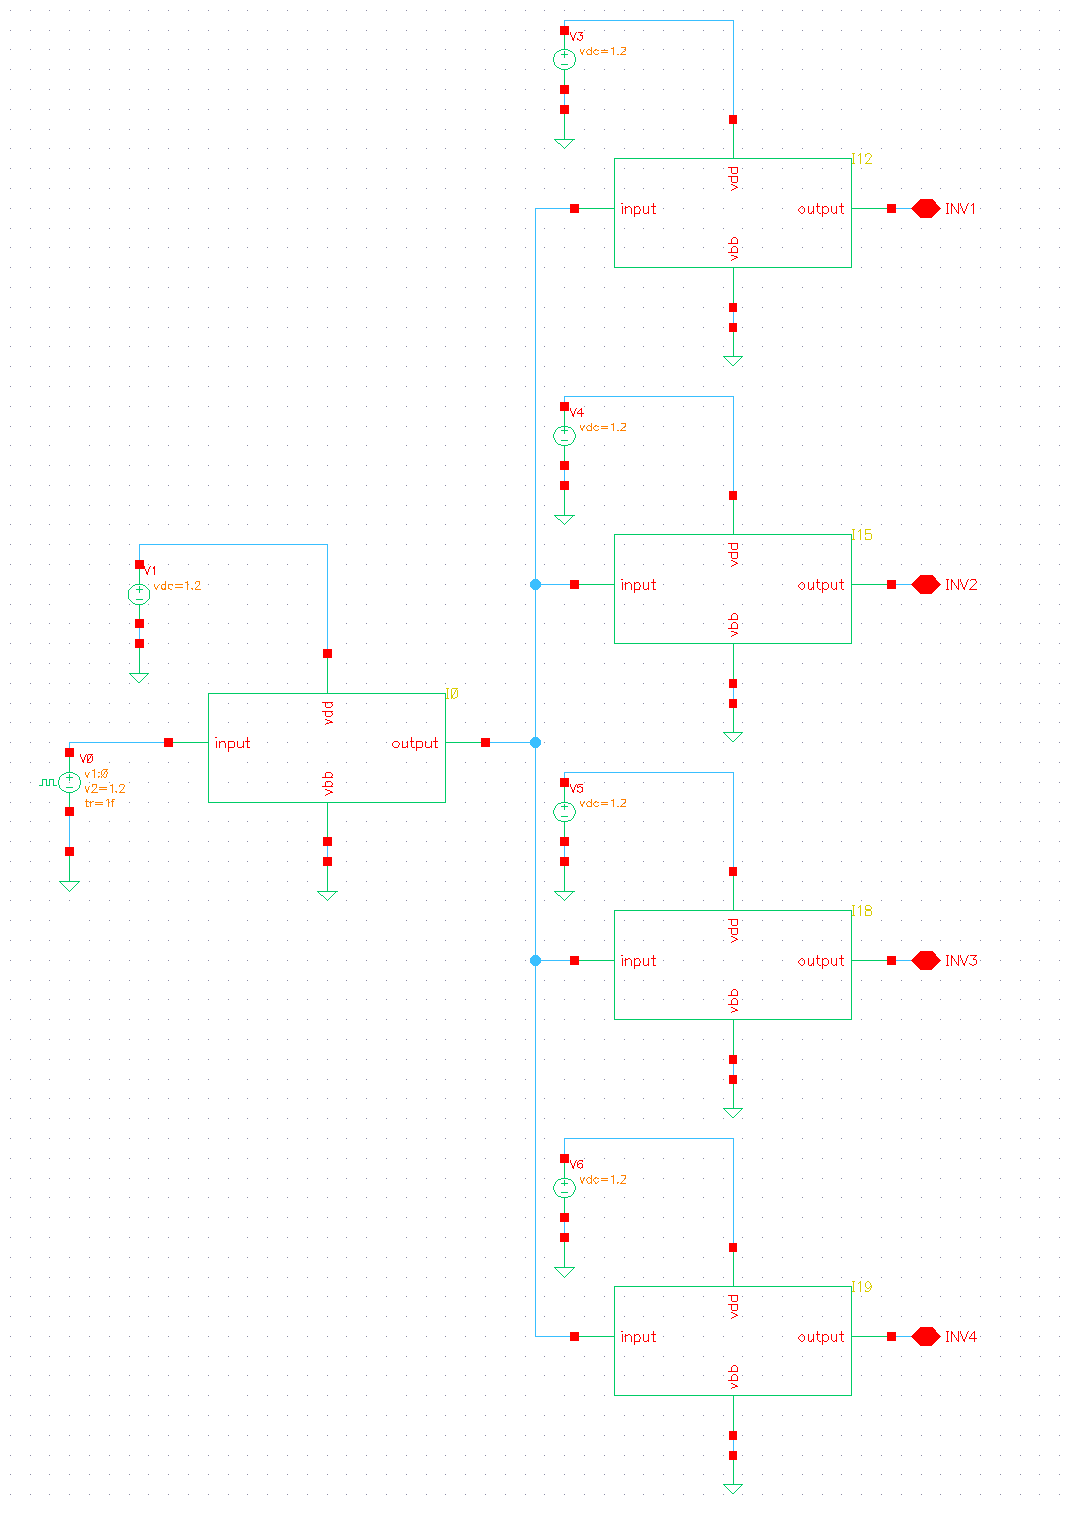 V3
vdc=1.2
I12
vdd
input
output
INV1
vbb
V4
vdc=1.2
I15
vdd
input
output
INV2
vbb
V1
vdc=1.2
I0
vdd
input
output
vbb
V0
v1:0
v2=1.2
tr=1f
V5
vdc=1.2
I18
vdd
input
output
INV3
vbb
V6
vdc=1.2
I19
vdd
input
output
INV4
vbb